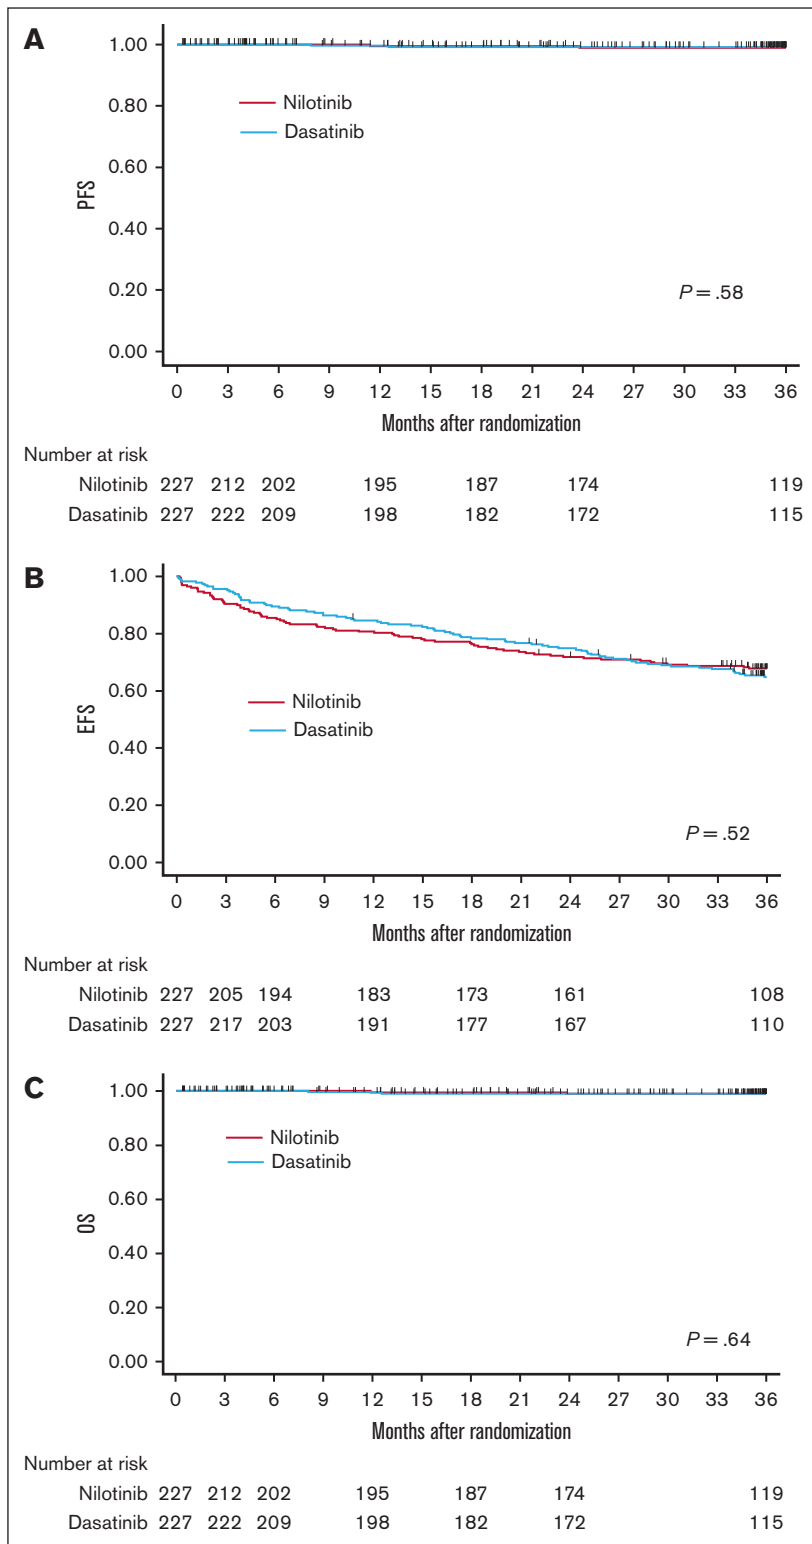 A
1.00
0.80
0.60
0.40
0.20
0.00
PFS
Nilotinib
Dasatinib
P = .58
0 3 6 9 12 15 18 21 24 27 30 33 36
Months after randomization
Number at risk
Nilotinib 227 212 202 195 187 174 119
Dasatinib 227 222 209 198 182 172 115
B
1.00
0.80
0.60
0.40
0.20
0.00
EFS
Nilotinib
Dasatinib
P = .52
0 3 6 9 12 15 18 21 24 27 30 33 36
Months after randomization
Number at risk
Nilotinib 227 205 194 183 173 161 108
Dasatinib 227 217 203 191 177 167 110
C
1.00
0.80
0.60
0.40
0.20
0.00
OS
Nilotinib
Dasatinib
P = .64
0 3 6 9 12 15 18 21 24 27 30 33 36
Months after randomization
Number at risk
Nilotinib 227 212 202 195 187 174 119
Dasatinib 227 222 209 198 182 172 115